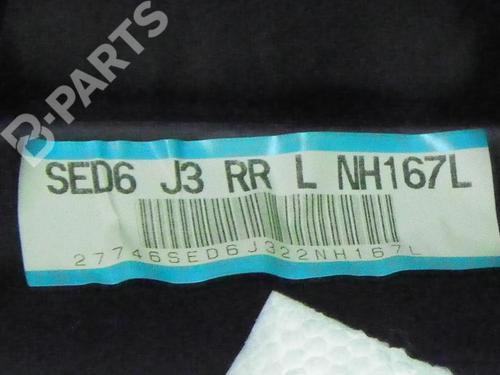 B-PARTS
SED6 J3 RR L NH167L
27746SED6J322NH167L